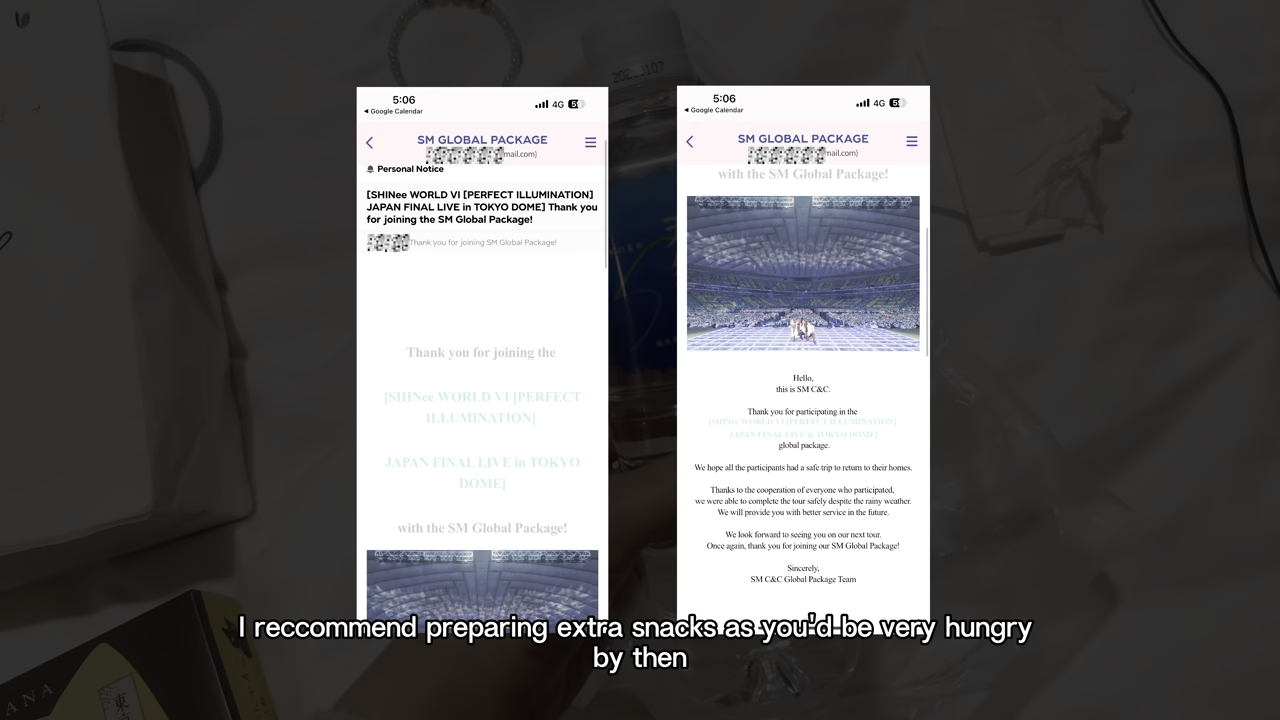 5:06
4G
◀ Google Calendar
SM GLOBAL PACKAGE
mail.com)
Personal Notice
[SHINee WORLD VI [PERFECT ILLUMINATION]
JAPAN FINAL LIVE in TOKYO DOME] Thank you
for joining the SM Global Package!
Thank you for joining SM Global Package!
Thank you for joining the
[SHINee WORLD VI [PERFECT
ILLUMINATION]
JAPAN FINAL LIVE in TOKYO
DOME]
with the SM Global Package!
5:06
4G
◀ Google Calendar
SM GLOBAL PACKAGE
mail.com)
with the SM Global Package!
Hello,
this is SM C&C.
Thank you for participating in the
[SHINee WORLD VI [PERFECT ILLUMINATION]
JAPAN FINAL LIVE in TOKYO DOME]
global package.
We hope all the participants had a safe trip to return to their homes.
Thanks to the cooperation of everyone who participated,
we were able to complete the tour safely despite the rainy weather.
We will provide you with better service in the future.
We look forward to seeing you on our next tour.
Once again, thank you for joining our SM Global Package!
Sincerely,
SM C&C Global Package Team
ANA
I reccommend preparing extra snacks as you'd be very hungry
by then